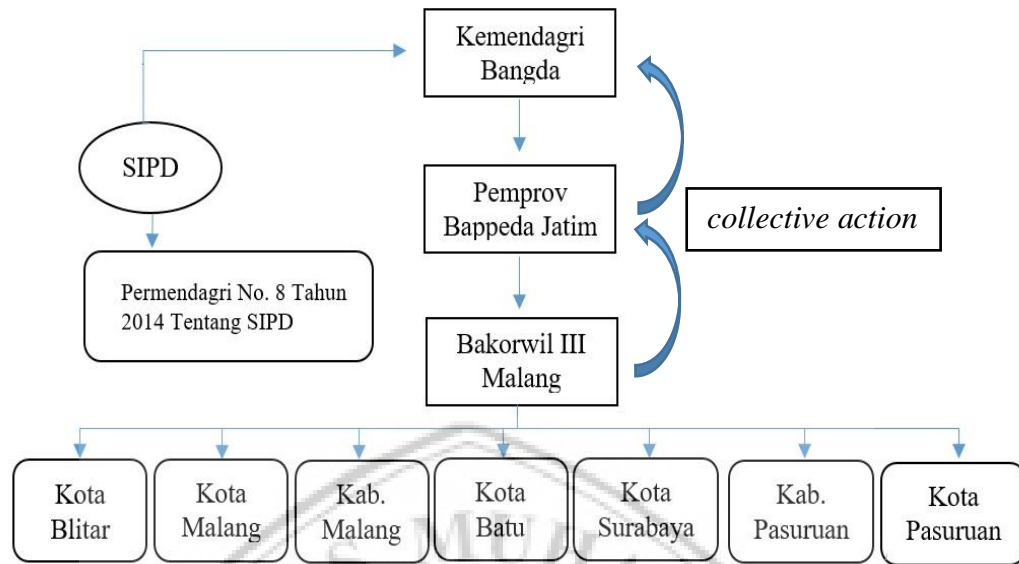 Kemendagri
Bangda
SIPD
Pemprov
Bappeda Jatim
collective action
Permendagri No. 8 Tahun
2014 Tentang SIPD
Bakorwil III
Malang
Kota
Blitar
Kota
Malang
Kab.
Malang
Kota
Batu
Kota
Surabaya
Kab.
Pasuruan
Kota
Pasuruan